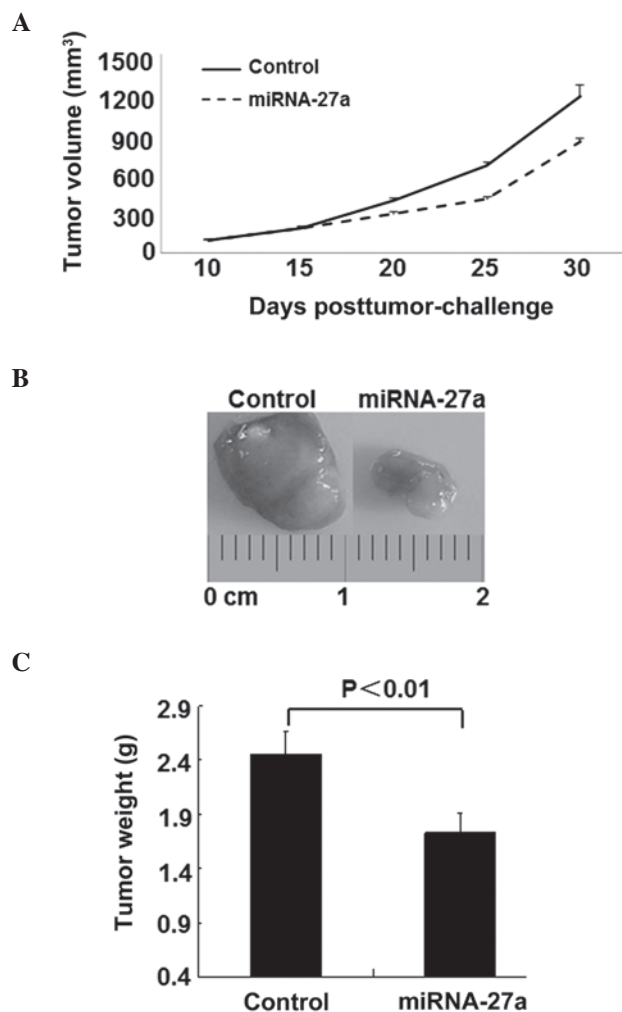 A
Tumor volume (mm³)
1500
1200
900
600
300
0
Control
miRNA-27a
10 15 20 25 30
Days posttumor-challenge
B
Control miRNA-27a
0 cm 1 2
C
P<0.01
Tumor weight (g)
2.9
2.4
1.9
1.4
0.9
0.4
Control miRNA-27a